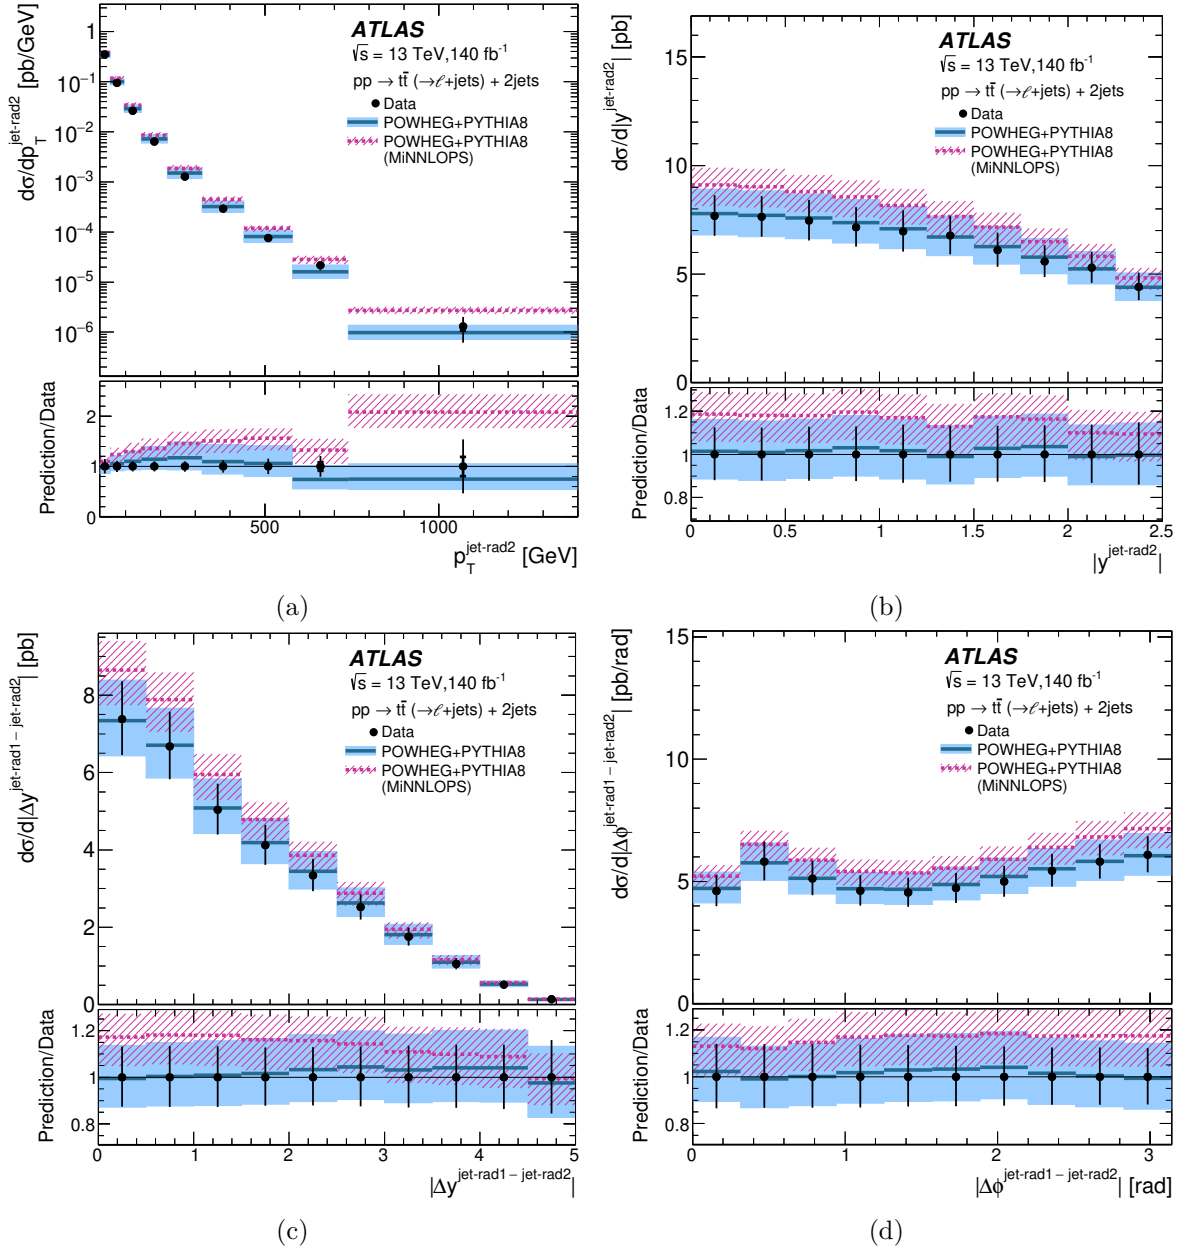 ATLAS
√s = 13 TeV,140 fb⁻¹
pp → tt̄ (→ℓ+jets) + 2jets
Data
POWHEG+PYTHIA8
POWHEG+PYTHIA8
(MiNNLOPS)
dσ/dp_T^jet-rad2 [pb/GeV]
1
10⁻¹
10⁻²
10⁻³
10⁻⁴
10⁻⁵
10⁻⁶
Prediction/Data
2
1
0
500 1000
p_T^jet-rad2 [GeV]
(a)
ATLAS
√s = 13 TeV,140 fb⁻¹
pp → tt̄ (→ℓ+jets) + 2jets
Data
POWHEG+PYTHIA8
POWHEG+PYTHIA8
(MiNNLOPS)
dσ/d|y^jet-rad2| [pb]
15
10
5
0
Prediction/Data
1.2
1
0.8
0 0.5 1 1.5 2 2.5
|y^jet-rad2|
(b)
ATLAS
√s = 13 TeV,140 fb⁻¹
pp → tt̄ (→ℓ+jets) + 2jets
Data
POWHEG+PYTHIA8
POWHEG+PYTHIA8
(MiNNLOPS)
dσ/d|Δy^jet-rad1 − jet-rad2| [pb]
8
6
4
2
0
Prediction/Data
1.2
1
0.8
0 1 2 3 4 5
|Δy^jet-rad1 − jet-rad2|
(c)
ATLAS
√s = 13 TeV,140 fb⁻¹
pp → tt̄ (→ℓ+jets) + 2jets
Data
POWHEG+PYTHIA8
POWHEG+PYTHIA8
(MiNNLOPS)
dσ/d|Δϕ^jet-rad1 − jet-rad2| [pb/rad]
15
10
5
0
Prediction/Data
1.2
1
0.8
0 1 2 3
|Δϕ^jet-rad1 − jet-rad2| [rad]
(d)